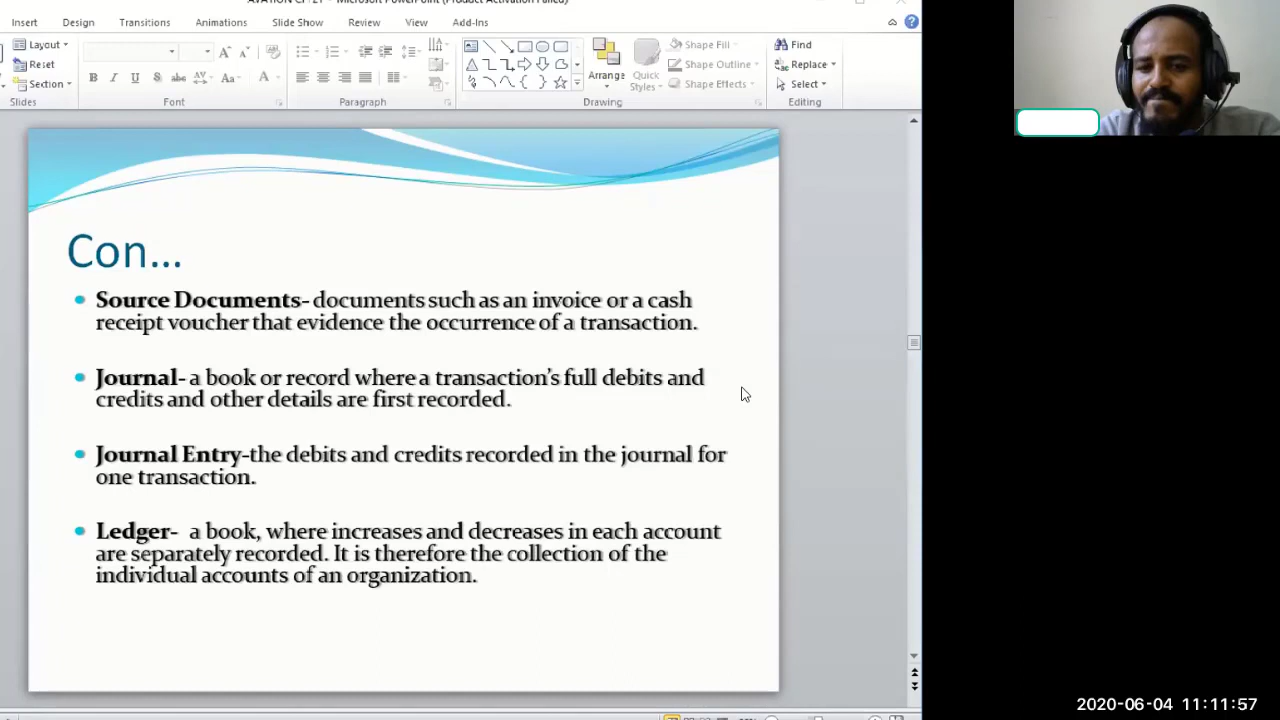 Insert Design Transitions Animations Slide Show Review View Add-Ins
Layout
Reset
Section
Slides
Font
Paragraph
Arrange
Quick
Styles
Shape Fill
Shape Outline
Shape Effects
Drawing
Find
Replace
Select
Editing
Con...
Source Documents- documents such as an invoice or a cash
receipt voucher that evidence the occurrence of a transaction.
Journal- a book or record where a transaction's full debits and
credits and other details are first recorded.
Journal Entry-the debits and credits recorded in the journal for
one transaction.
Ledger- a book, where increases and decreases in each account
are separately recorded. It is therefore the collection of the
individual accounts of an organization.
2020-06-04 11:11:57